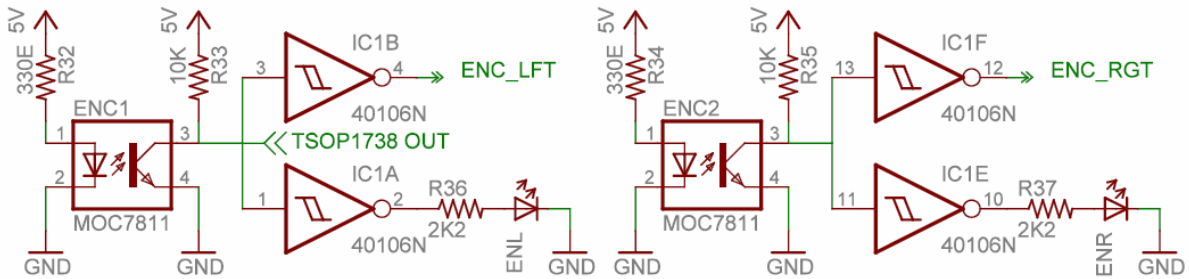 5V
330E
R32
5V
10K
R33
ENC1
1
2
3
4
MOC7811
GND
GND
TSOP1738 OUT
IC1B
3
4
ENC_LFT
40106N
IC1A
1
2
40106N
R36
2K2
ENL
GND
5V
330E
R34
5V
10K
R35
ENC2
1
2
3
4
MOC7811
GND
GND
IC1F
13
12
ENC_RGT
40106N
IC1E
11
10
40106N
R37
2K2
ENR
GND